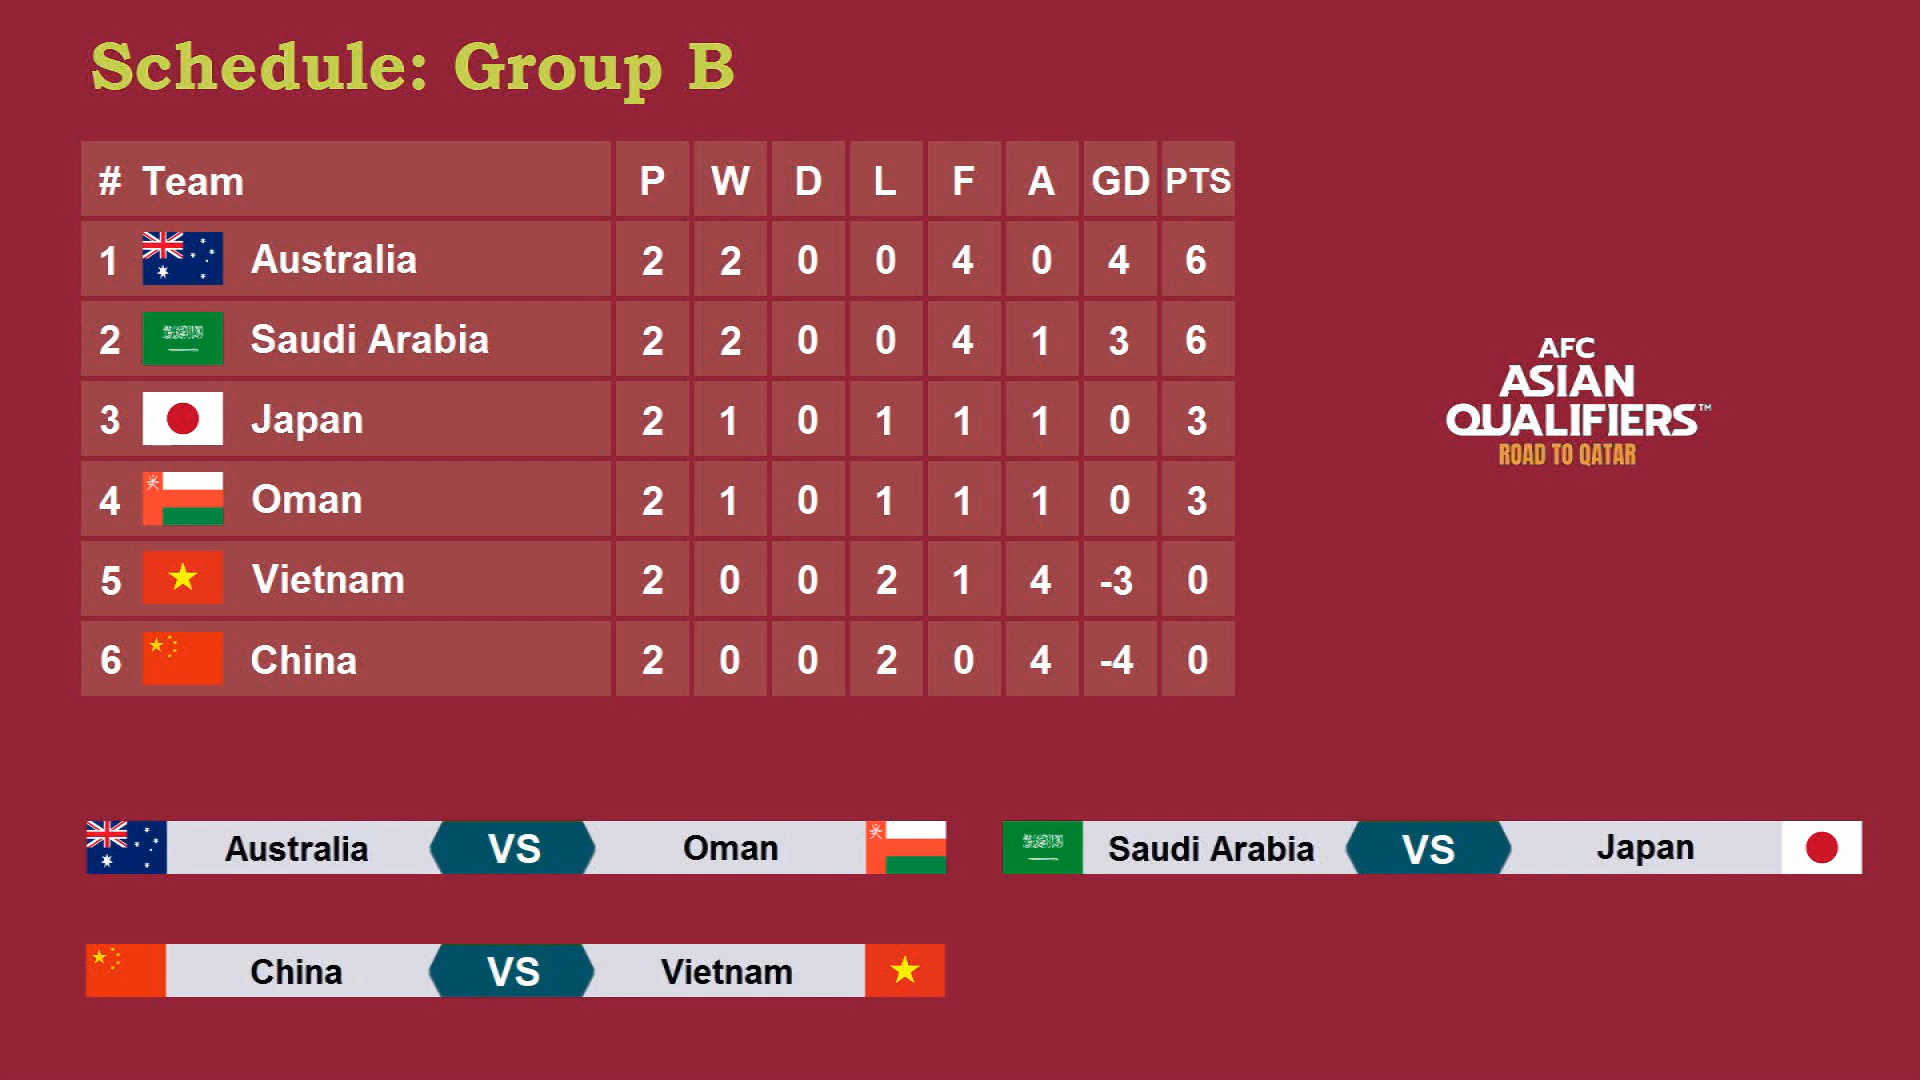 Schedule: Group B
# Team P W D L F A GD PTS
1 Australia 2 2 0 0 4 0 4 6
2 Saudi Arabia 2 2 0 0 4 1 3 6
3 Japan 2 1 0 1 1 1 0 3
4 Oman 2 1 0 1 1 1 0 3
5 Vietnam 2 0 0 2 1 4 -3 0
6 China 2 0 0 2 0 4 -4 0
AFC
ASIAN
QUALIFIERS™
ROAD TO QATAR
Australia VS Oman
Saudi Arabia VS Japan
China VS Vietnam